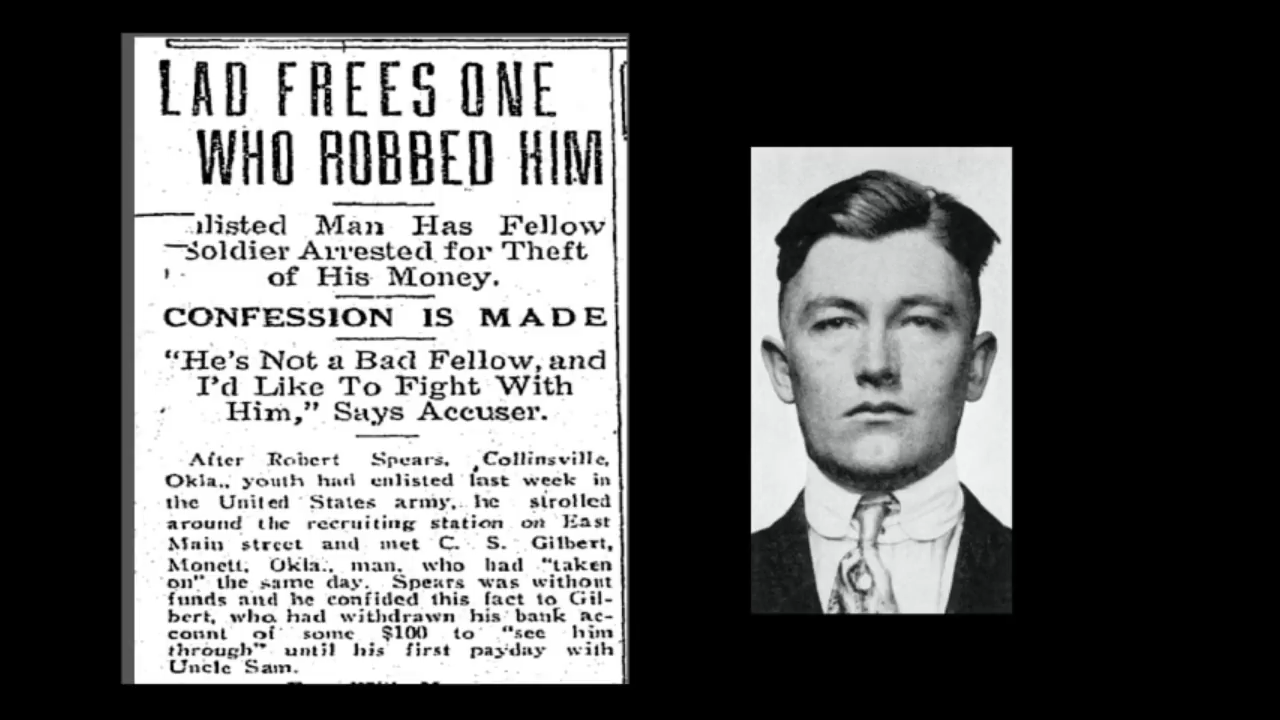 LAD FREES ONE
WHO ROBBED HIM
listed Man Has Fellow
Soldier Arrested for Theft
of His Money.
CONFESSION IS MADE
"He's Not a Bad Fellow, and
I'd Like To Fight With
Him," Says Accuser.
After Robert Spears, Collinsville,
Okla., youth had enlisted last week in
the United States army, he strolled
around the recruiting station on East
Main street and met C. S. Gilbert,
Monett, Okla., man, who had "taken
on" the same day. Spears was without
funds and he confided this fact to Gil-
bert, who had withdrawn his bank ac-
count of some $100 to "see him
through" until his first payday with
Uncle Sam.